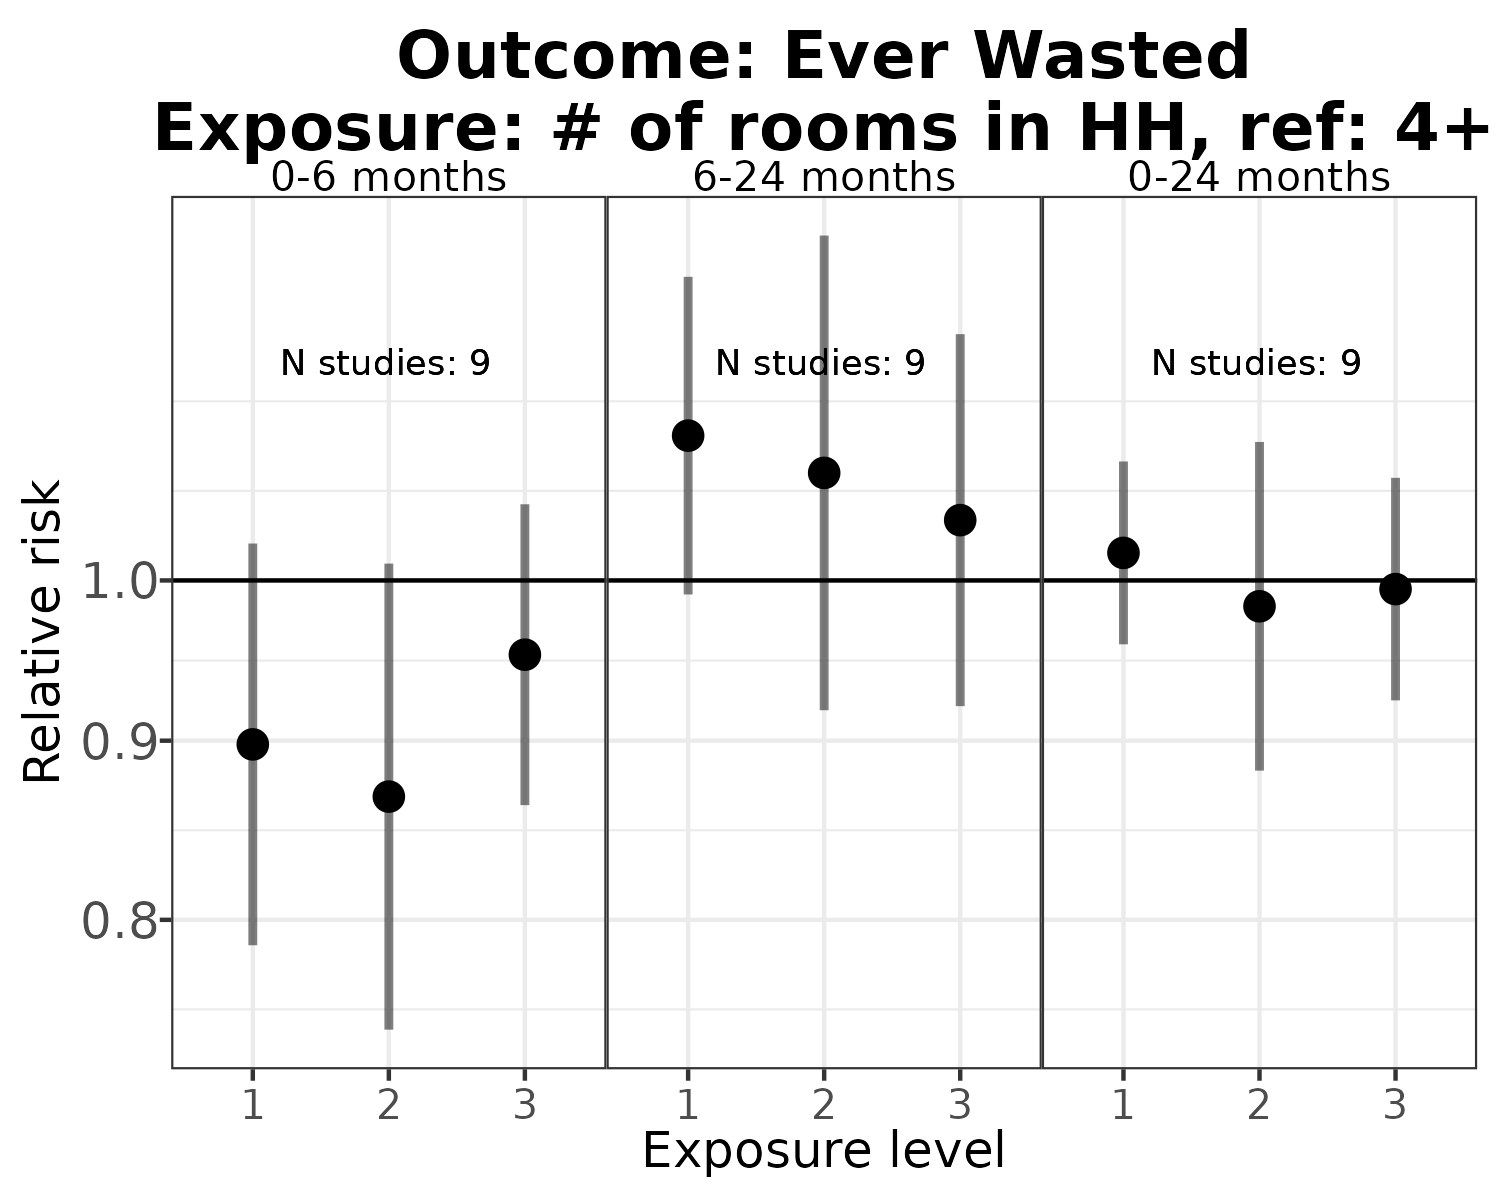 Outcome: Ever Wasted
Exposure: # of rooms in HH, ref: 4+
0-6 months
6-24 months
0-24 months
N studies: 9
N studies: 9
N studies: 9
Relative risk
1.0
0.9
0.8
1
2
3
1
2
3
1
2
3
Exposure level